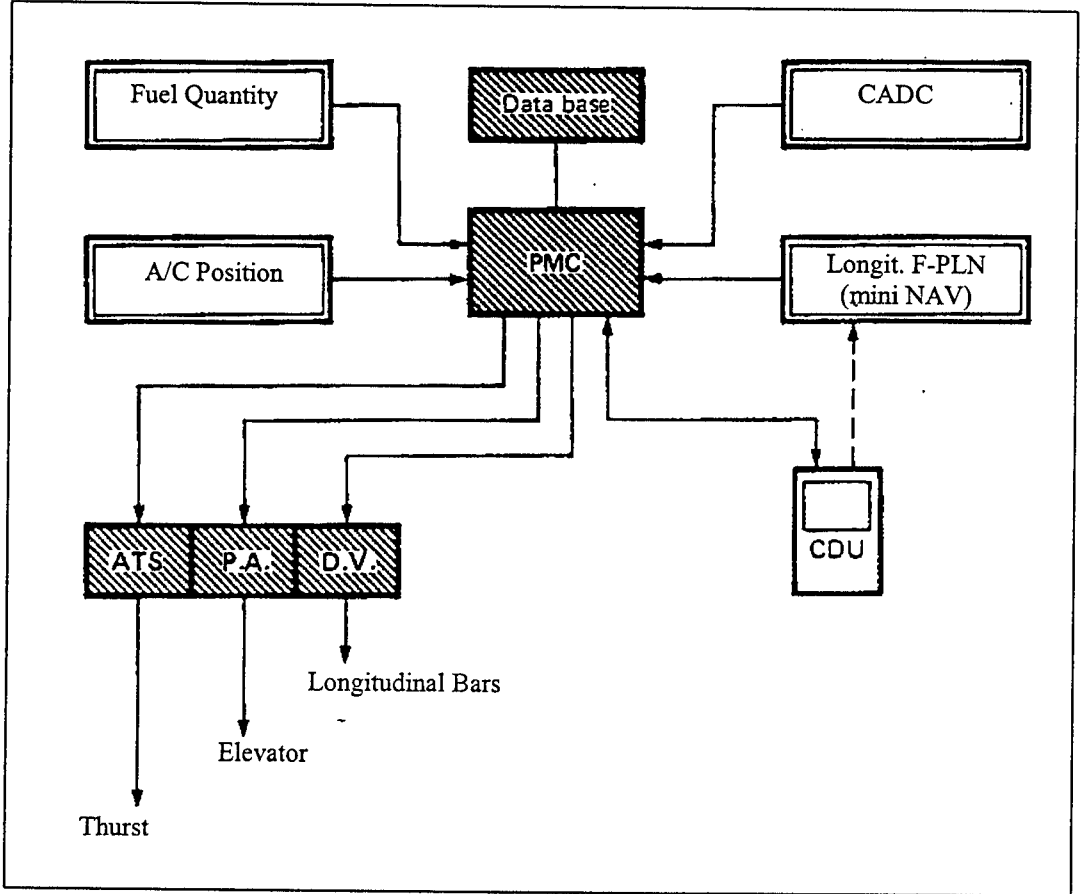 Fuel Quantity
Data base
CADC
A/C Position
PMC
Longit. F-PLN
(mini NAV)
ATS
P.A.
D.V.
CDU
Longitudinal Bars
Elevator
Thurst